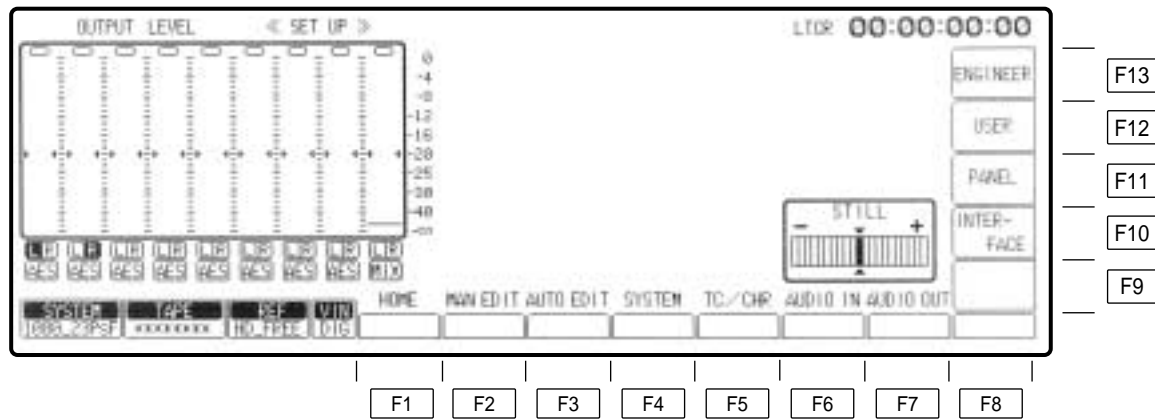 OUTPUT LEVEL ≪ SET UP ≫ LTCR 00:00:00:00
0
-4
-8
-12
-16
-20
-25
-30
-40
-∞
ENGINEER F13
USER F12
PANEL F11
INTER-
FACE F10
F9
STILL
- +
L R L R L R L R L R L R L R L R L R
AES AES AES AES AES AES AES AES MIX
SYSTEM TAPE REF VIN HOME MAN EDIT AUTO EDIT SYSTEM TC/CHR AUDIO IN AUDIO OUT
1080_23PSF ******** HD_FREE DIG
F1 F2 F3 F4 F5 F6 F7 F8